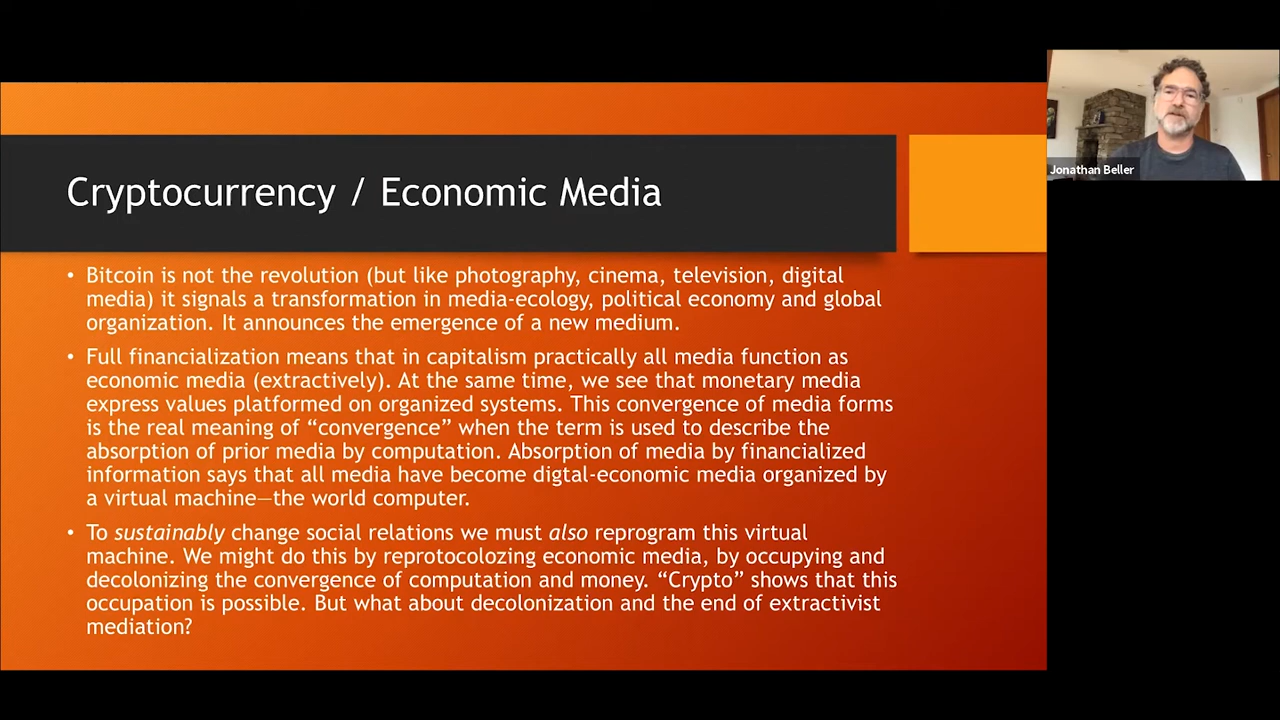 Cryptocurrency / Economic Media
• Bitcoin is not the revolution (but like photography, cinema, television, digital
media) it signals a transformation in media-ecology, political economy and global
organization. It announces the emergence of a new medium.
• Full financialization means that in capitalism practically all media function as
economic media (extractively). At the same time, we see that monetary media
express values platformed on organized systems. This convergence of media forms
is the real meaning of “convergence” when the term is used to describe the
absorption of prior media by computation. Absorption of media by financialized
information says that all media have become digtal-economic media organized by
a virtual machine—the world computer.
• To sustainably change social relations we must also reprogram this virtual
machine. We might do this by reprotocolozing economic media, by occupying and
decolonizing the convergence of computation and money. “Crypto” shows that this
occupation is possible. But what about decolonization and the end of extractivist
mediation?
Jonathan Beller